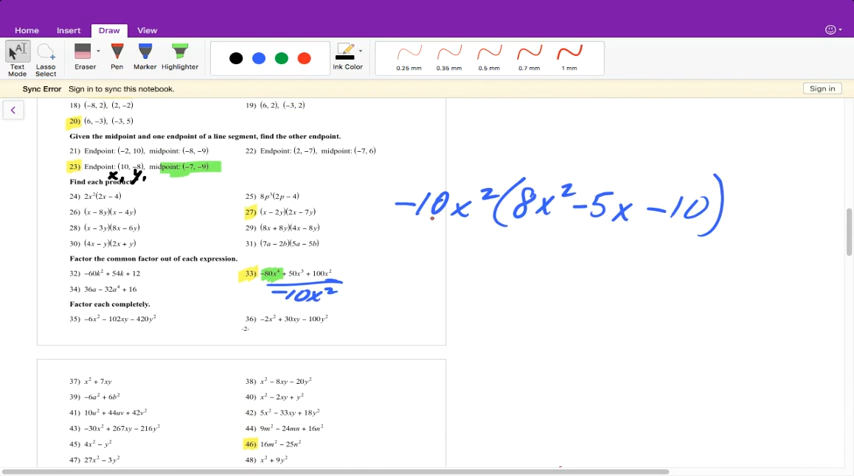 Home Insert Draw View
Text Mode
Lasso Select
Eraser
Pen
Marker
Highlighter
Ink Color
0.25 mm
0.35 mm
0.5 mm
0.7 mm
1 mm
Sync Error Sign in to sync this notebook.
Sign in
18) (−8, 2), (2, −2) 19) (6, 2), (−3, 2)
20) (6, −3), (−3, 5)
Given the midpoint and one endpoint of a line segment, find the other endpoint.
21) Endpoint: (−2, 10), midpoint: (−8, −9) 22) Endpoint: (2, −7), midpoint: (−7, 6)
23) Endpoint: (10, −8), midpoint: (−7, −9)
x, y,
Find each product.
24) 2x²(2x − 4) 25) 8p³(2p − 4)
26) (x − 8y)(x − 4y) 27) (x − 2y)(2x − 7y)
28) (x − 3y)(8x − 6y) 29) (8x + 8y)(4x − 8y)
30) (4x − y)(2x + y) 31) (7a − 2b)(5a − 5b)
Factor the common factor out of each expression.
32) −60k² + 54k + 12 33) −80x⁴ + 50x³ + 100x²
34) 36a − 32a⁴ + 16
−10x²
−10x²(8x² − 5x − 10)
Factor each completely.
35) −6x² − 102xy − 420y² 36) −2x² + 30xy − 100y²
-2-
37) x² + 7xy 38) x² − 8xy − 20y²
39) −6a² + 6b² 40) x² − 2xy + y²
41) 10u² + 44uv + 42v² 42) 5x² − 33xy + 18y²
43) −30x² + 267xy − 216y² 44) 9m² − 24mn + 16n²
45) 4x² − y² 46) 16m² − 25n²
47) 27x² − 3y² 48) x² + 9y²